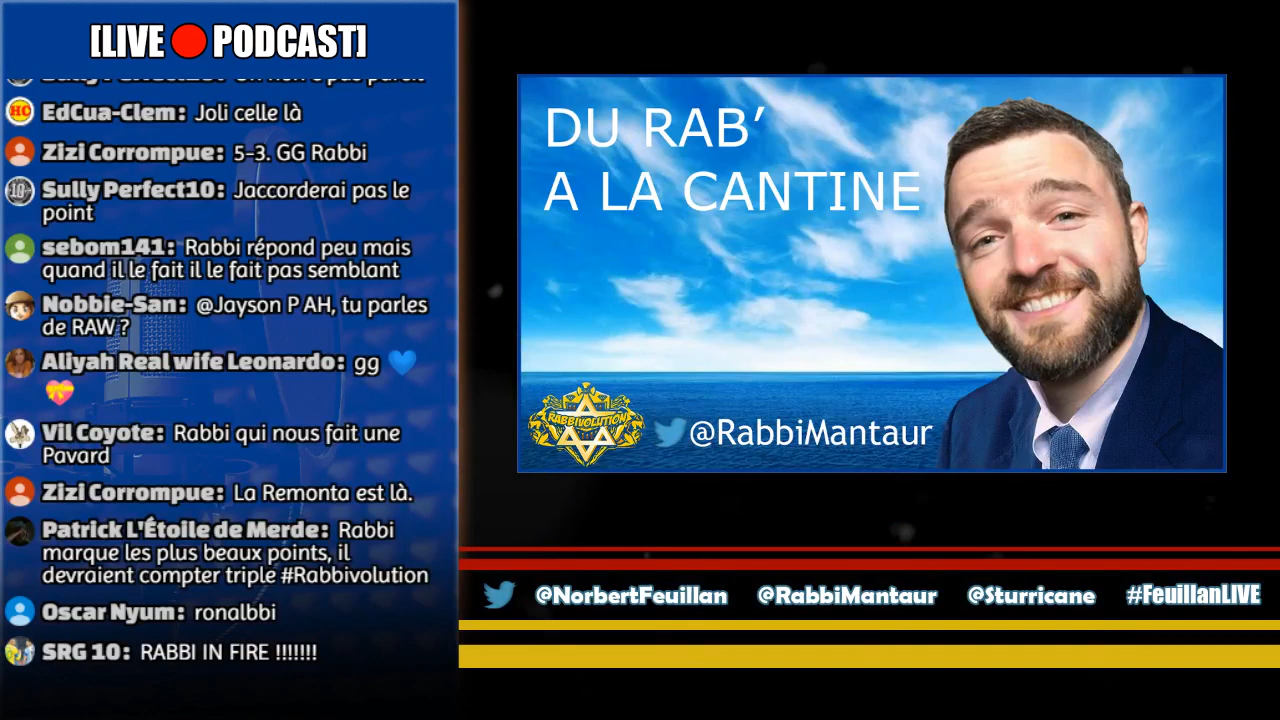 [LIVE PODCAST]
EdCua-Clem: Joli celle là
Zizi Corrompue: 5-3. GG Rabbi
Sully Perfect10: Jaccorderai pas le
point
sebom141: Rabbi répond peu mais
quand il le fait il le fait pas semblant
Nobbie-San: @Jayson P AH, tu parles
de RAW ?
Aliyah Real wife Leonardo: gg
Vil Coyote: Rabbi qui nous fait une
Pavard
Zizi Corrompue: La Remonta est là.
Patrick L'Étoile de Merde: Rabbi
marque les plus beaux points, il
devraient compter triple #Rabbivolution
Oscar Nyum: ronalbbi
SRG 10: RABBI IN FIRE !!!!!!!
HC
10
DU RAB’
A LA CANTINE
RABBIVOLUTION
@RabbiMantaur
@NorbertFeuillan @RabbiMantaur @Sturricane #FeuillanLIVE